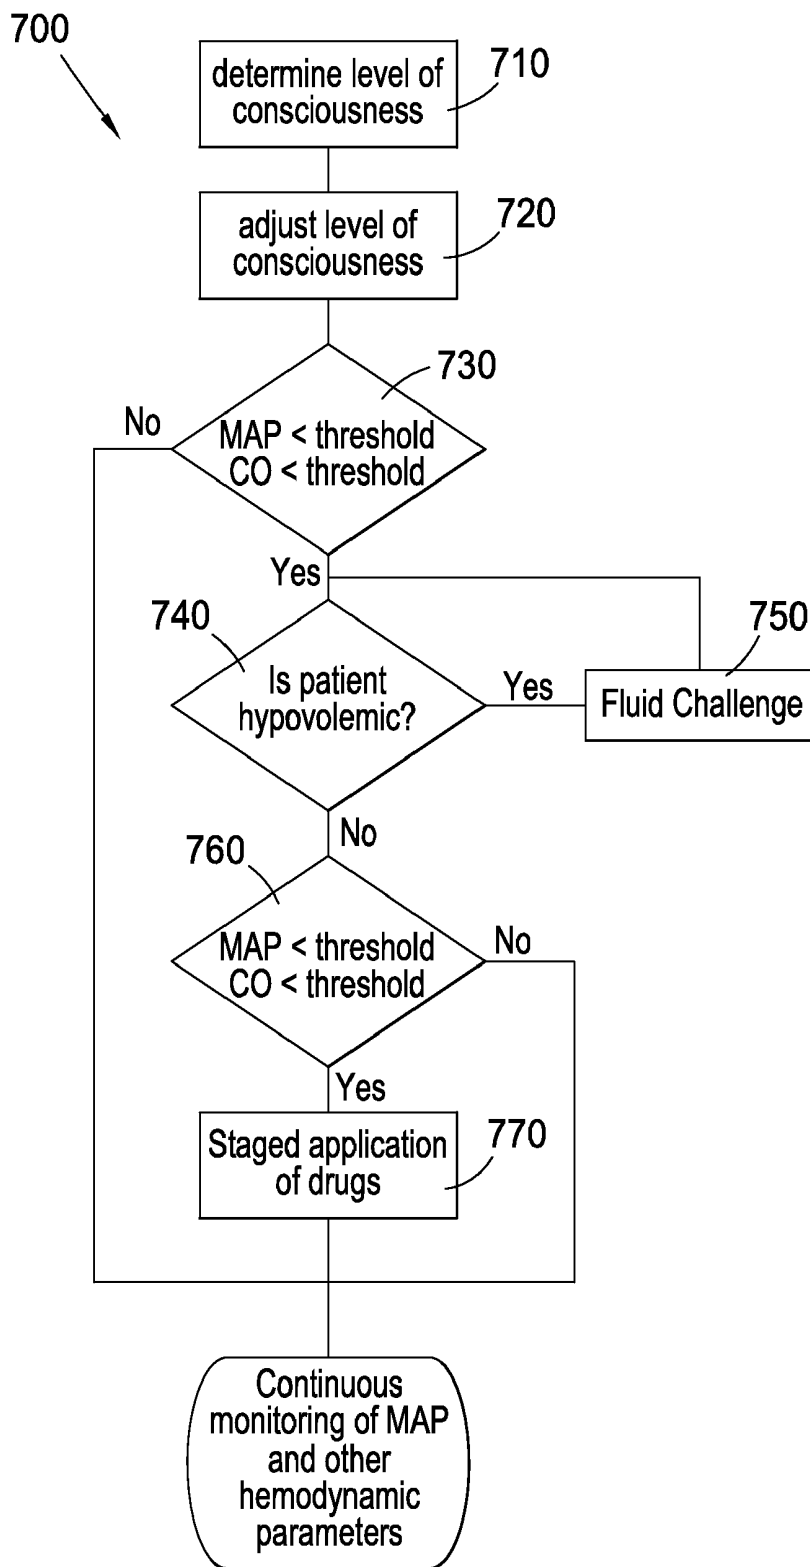 700
determine level of
consciousness
710
adjust level of
consciousness
720
730
No
MAP < threshold
CO < threshold
Yes
740
750
Is patient
hypovolemic?
Yes
Fluid Challenge
No
760
MAP < threshold
CO < threshold
No
Yes
Staged application
of drugs
770
Continuous
monitoring of MAP
and other
hemodynamic
parameters